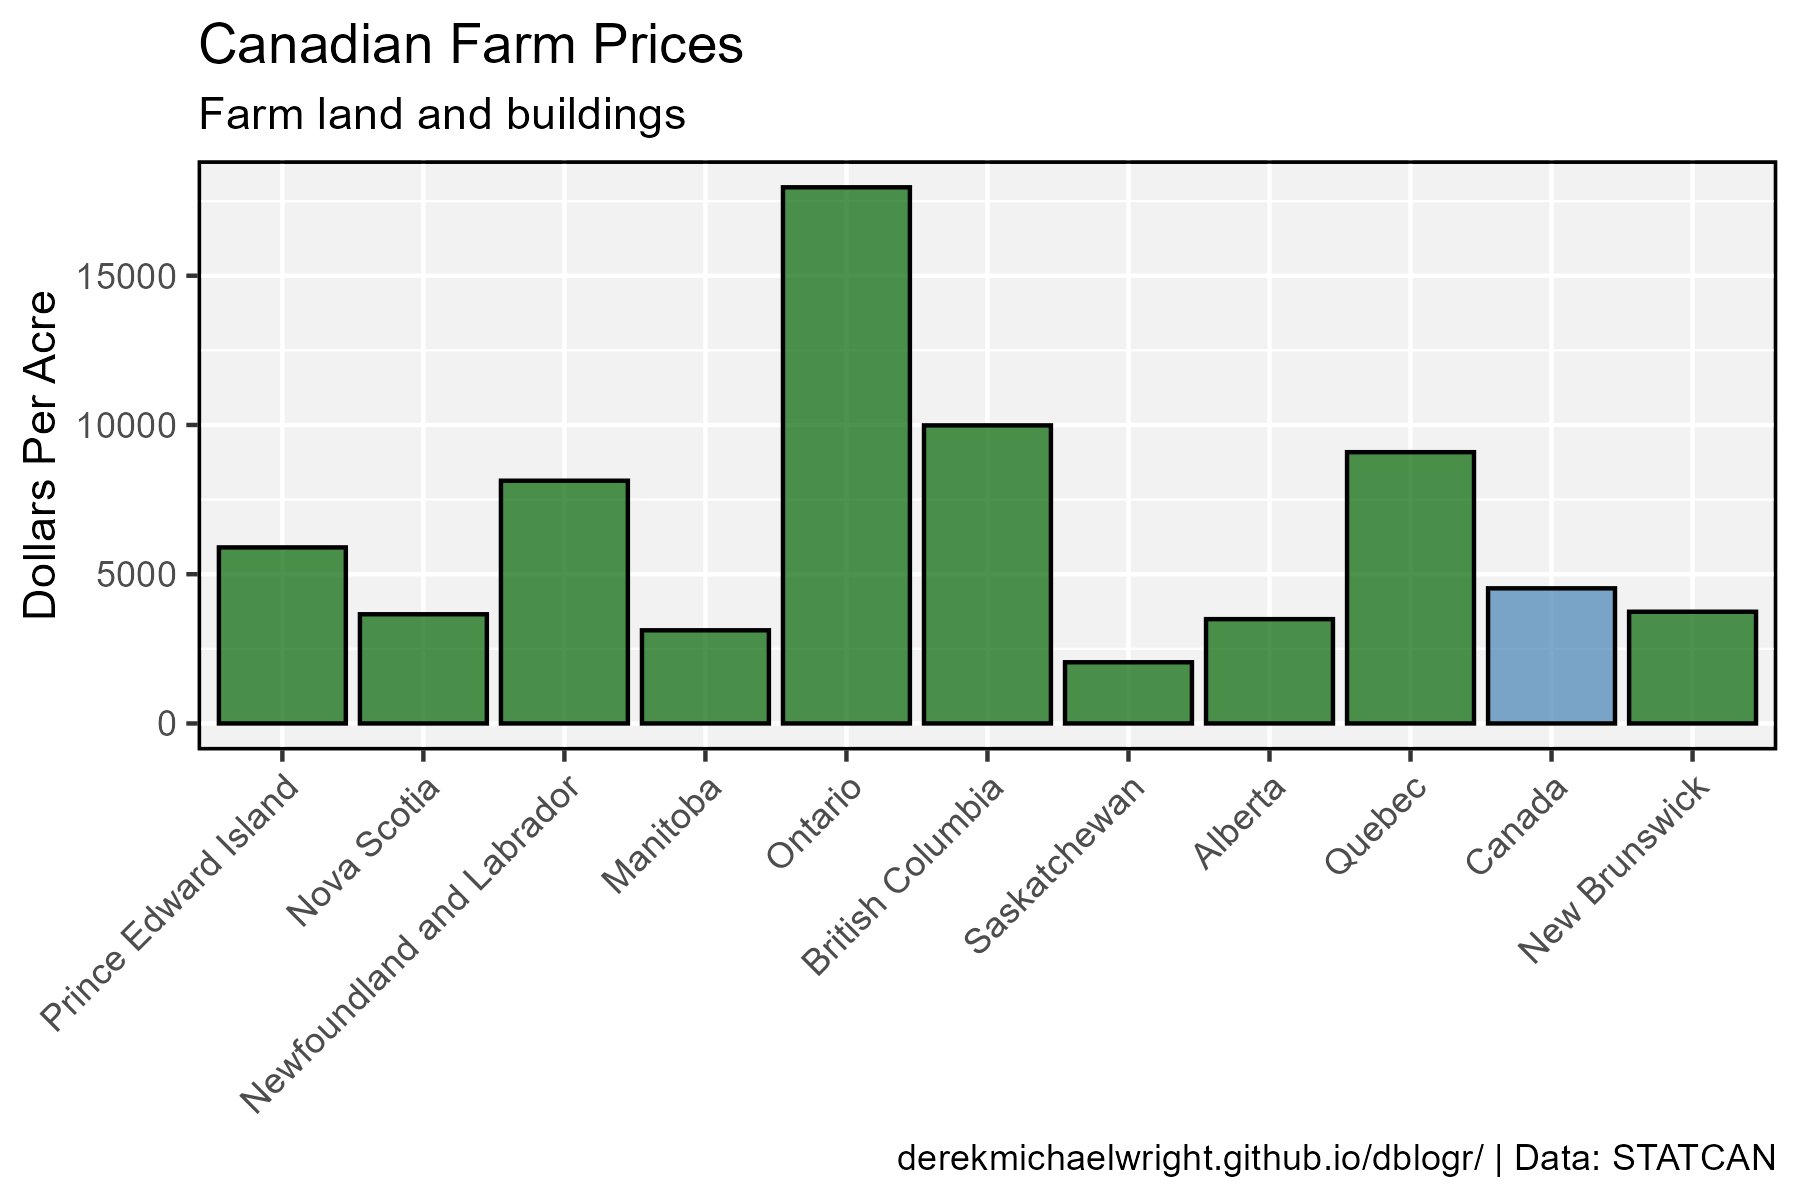 Canadian Farm Prices
Farm land and buildings
Dollars Per Acre
15000
10000
5000
0
Prince Edward Island
Nova Scotia
Newfoundland and Labrador
Manitoba
Ontario
British Columbia
Saskatchewan
Alberta
Quebec
Canada
New Brunswick
derekmichaelwright.github.io/dblogr/ | Data: STATCAN